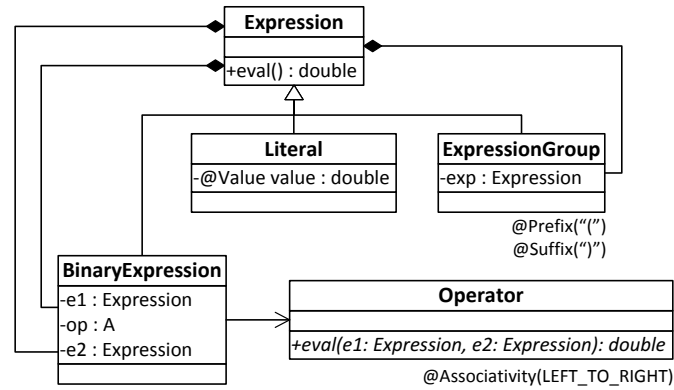 Expression
+eval() : double
Literal
-@Value value : double
ExpressionGroup
-exp : Expression
@Prefix(“(”)
@Suffix(“)”)
BinaryExpression
-e1 : Expression
-op : A
-e2 : Expression
Operator
+eval(e1: Expression, e2: Expression): double
@Associativity(LEFT_TO_RIGHT)